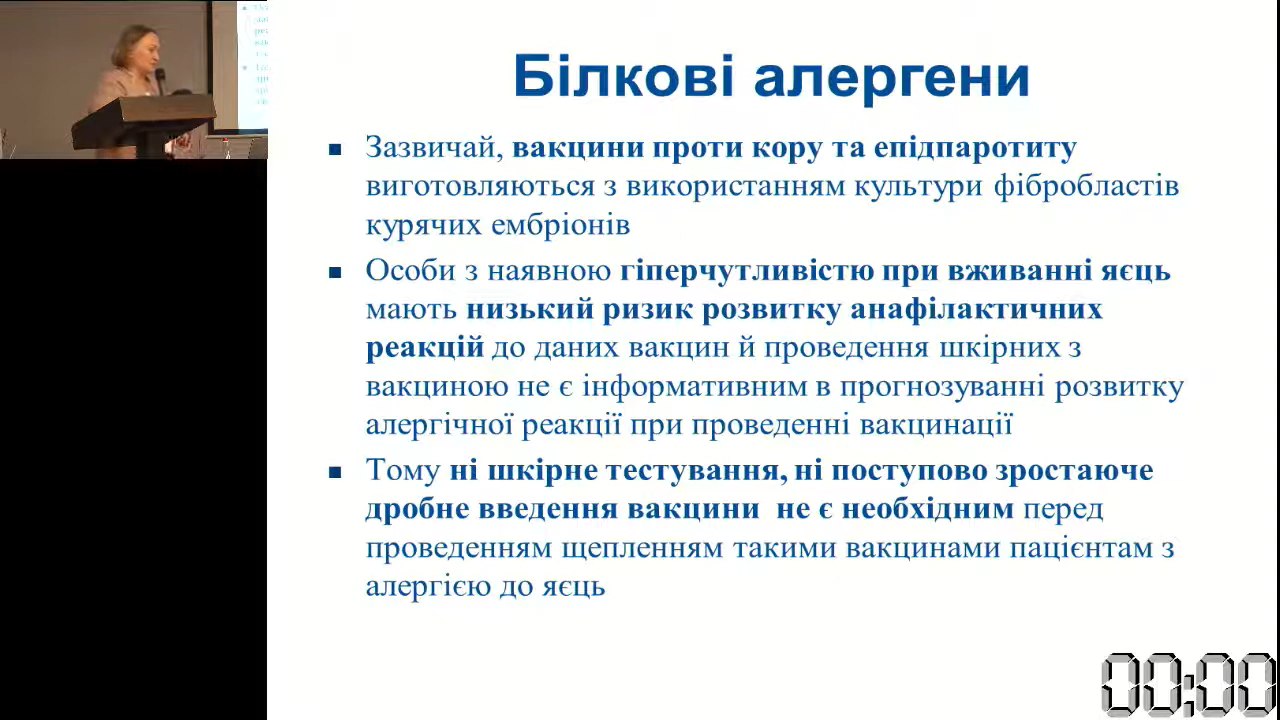 Білкові алергени
Зазвичай, вакцини проти кору та епідпаротиту
виготовляються з використанням культури фібробластів
курячих ембріонів
Особи з наявною гіперчутливістю при вживанні яєць
мають низький ризик розвитку анафілактичних
реакцій до даних вакцин й проведення шкірних з
вакциною не є інформативним в прогнозуванні розвитку
алергічної реакції при проведенні вакцинації
Тому ні шкірне тестування, ні поступово зростаюче
дробне введення вакцини не є необхідним перед
проведенням щепленням такими вакцинами пацієнтам з
алергією до яєць
00:00